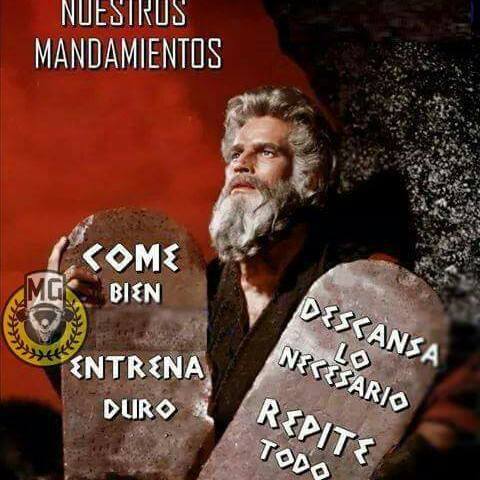 NUESTROS
MANDAMIENTOS
COME
BIEN
ENTRENA
DURO
DESCANSA
LO
NECESARIO
REPITE
TODO
MG